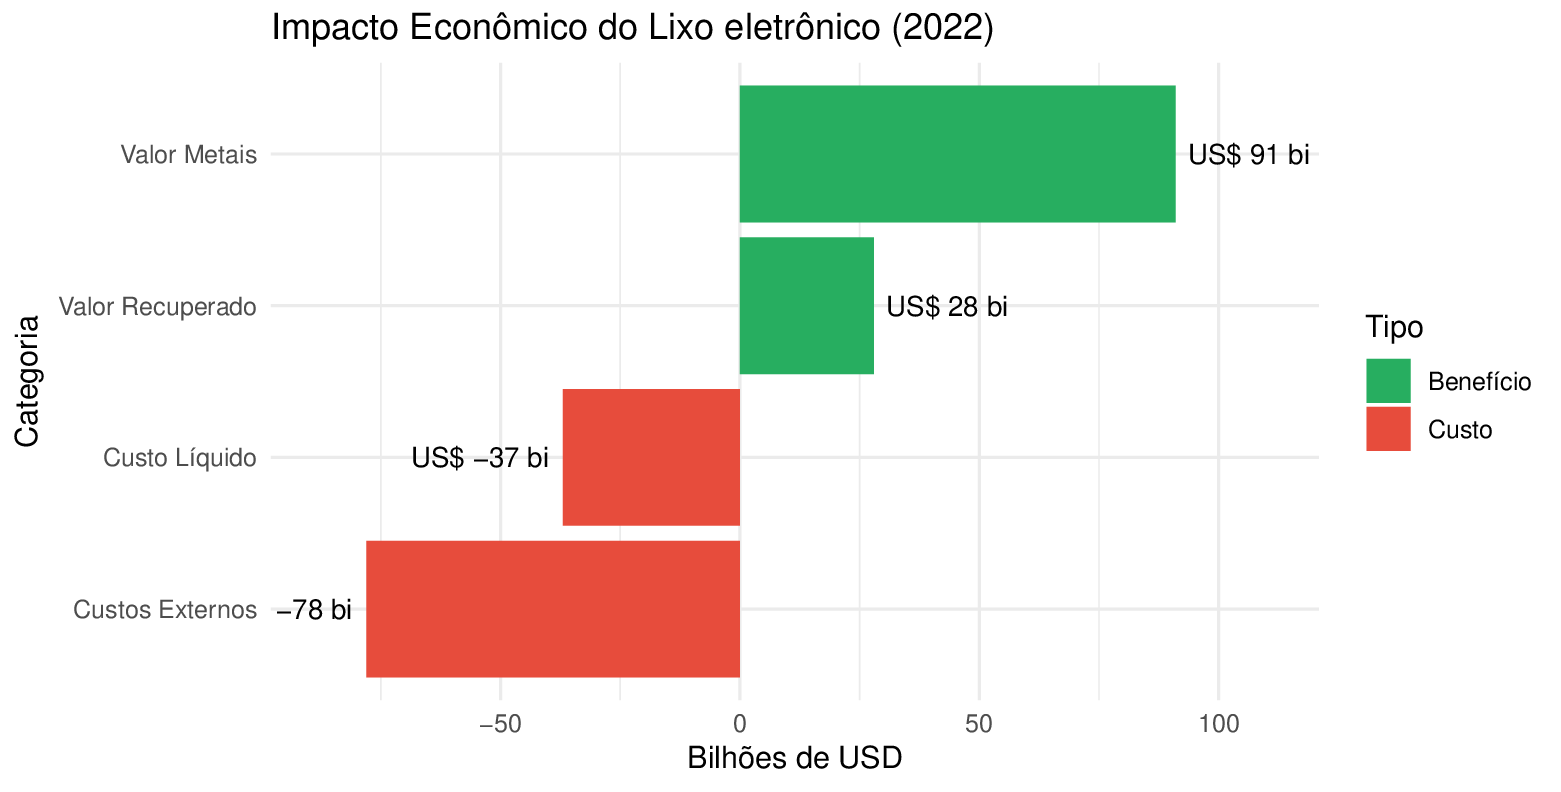 Impacto Econômico do Lixo eletrônico (2022)
Valor Metais
US$ 91 bi
Valor Recuperado
US$ 28 bi
Custo Líquido
US$ −37 bi
Custos Externos
−78 bi
Categoria
−50
0
50
100
Bilhões de USD
Tipo
Benefício
Custo